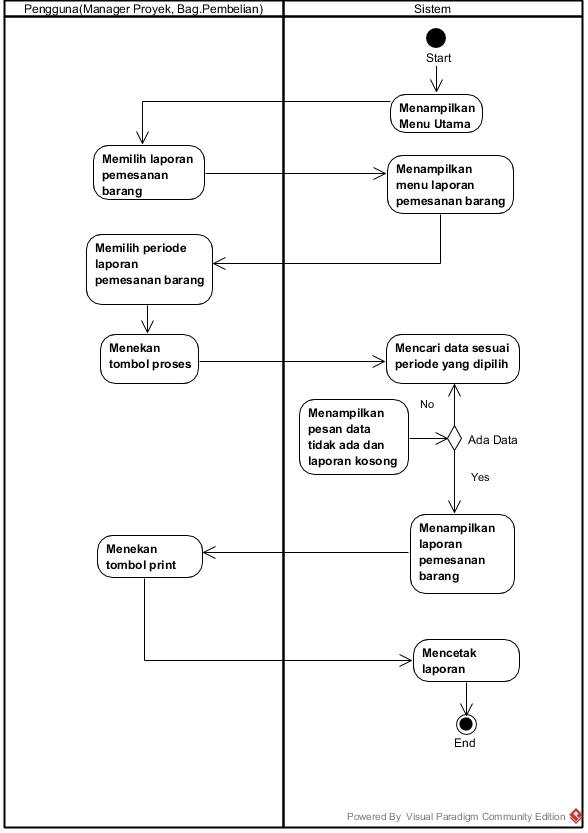 Pengguna(Manager Proyek, Bag.Pembelian)
Sistem
Start
Menampilkan
Menu Utama
Memilih laporan
pemesanan
barang
Menampilkan
menu laporan
pemesanan barang
Memilih periode
laporan
pemesanan barang
Menekan
tombol proses
Mencari data sesuai
periode yang dipilih
No
Menampilkan
pesan data
tidak ada dan
laporan kosong
Ada Data
Yes
Menampilkan
laporan
pemesanan
barang
Menekan
tombol print
Mencetak
laporan
End
Powered By Visual Paradigm Community Edition